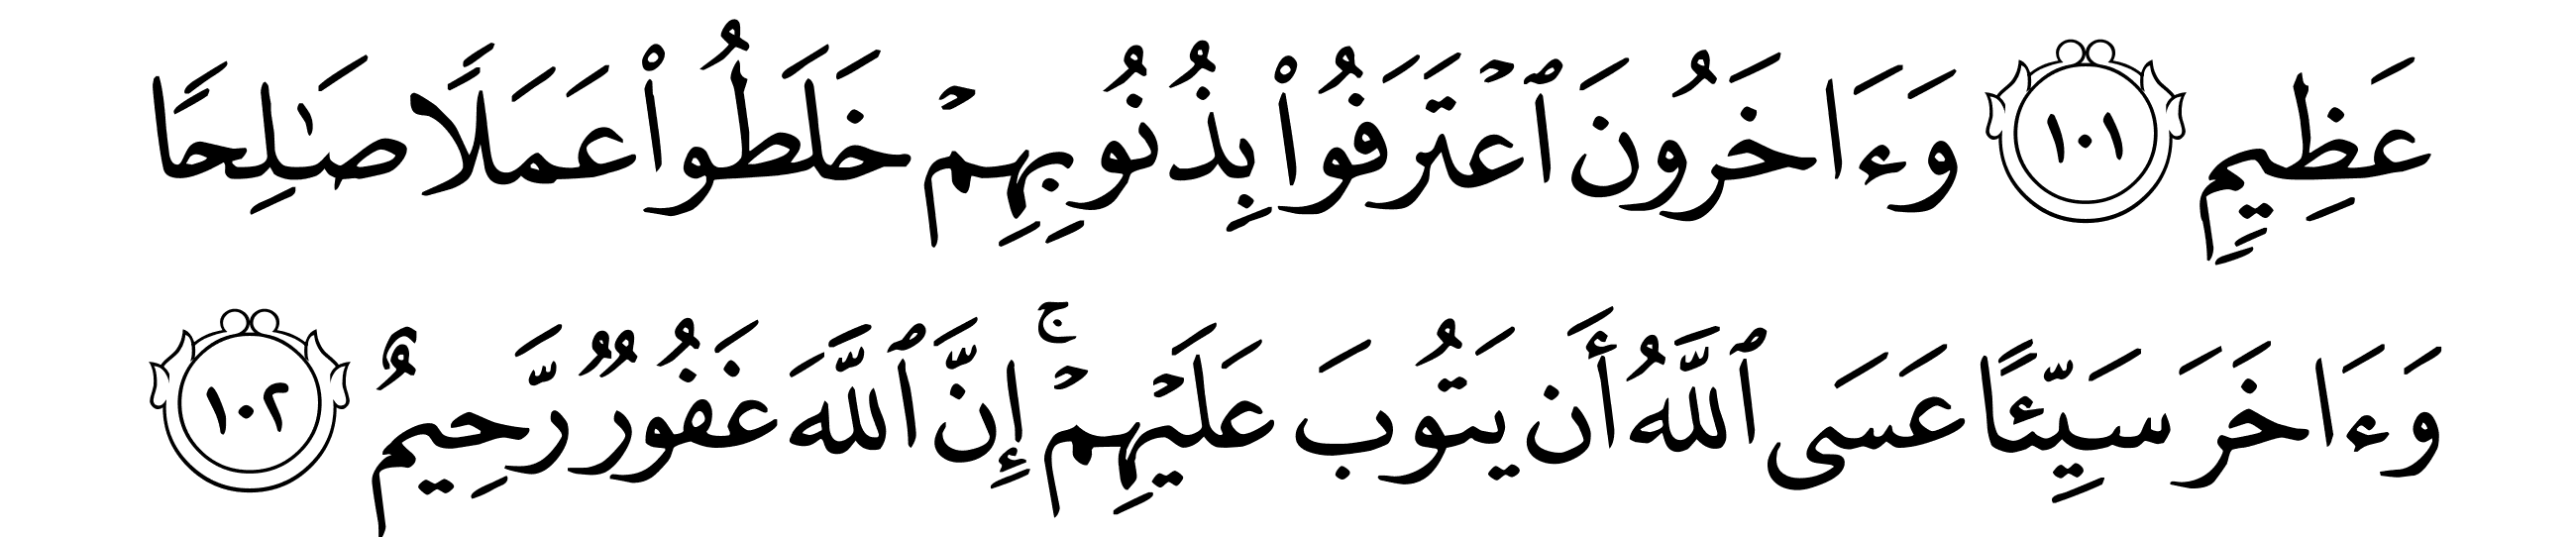 عَظِيمٖ ١٠١ وَءَاخَرُونَ ٱعۡتَرَفُواْ بِذُنُوبِهِمۡ خَلَطُواْ عَمَلٗا صَٰلِحٗا
وَءَاخَرَ سَيِّئًا عَسَى ٱللَّهُ أَن يَتُوبَ عَلَيۡهِمۡۚ إِنَّ ٱللَّهَ غَفُورٞ رَّحِيمٌ ١٠٢